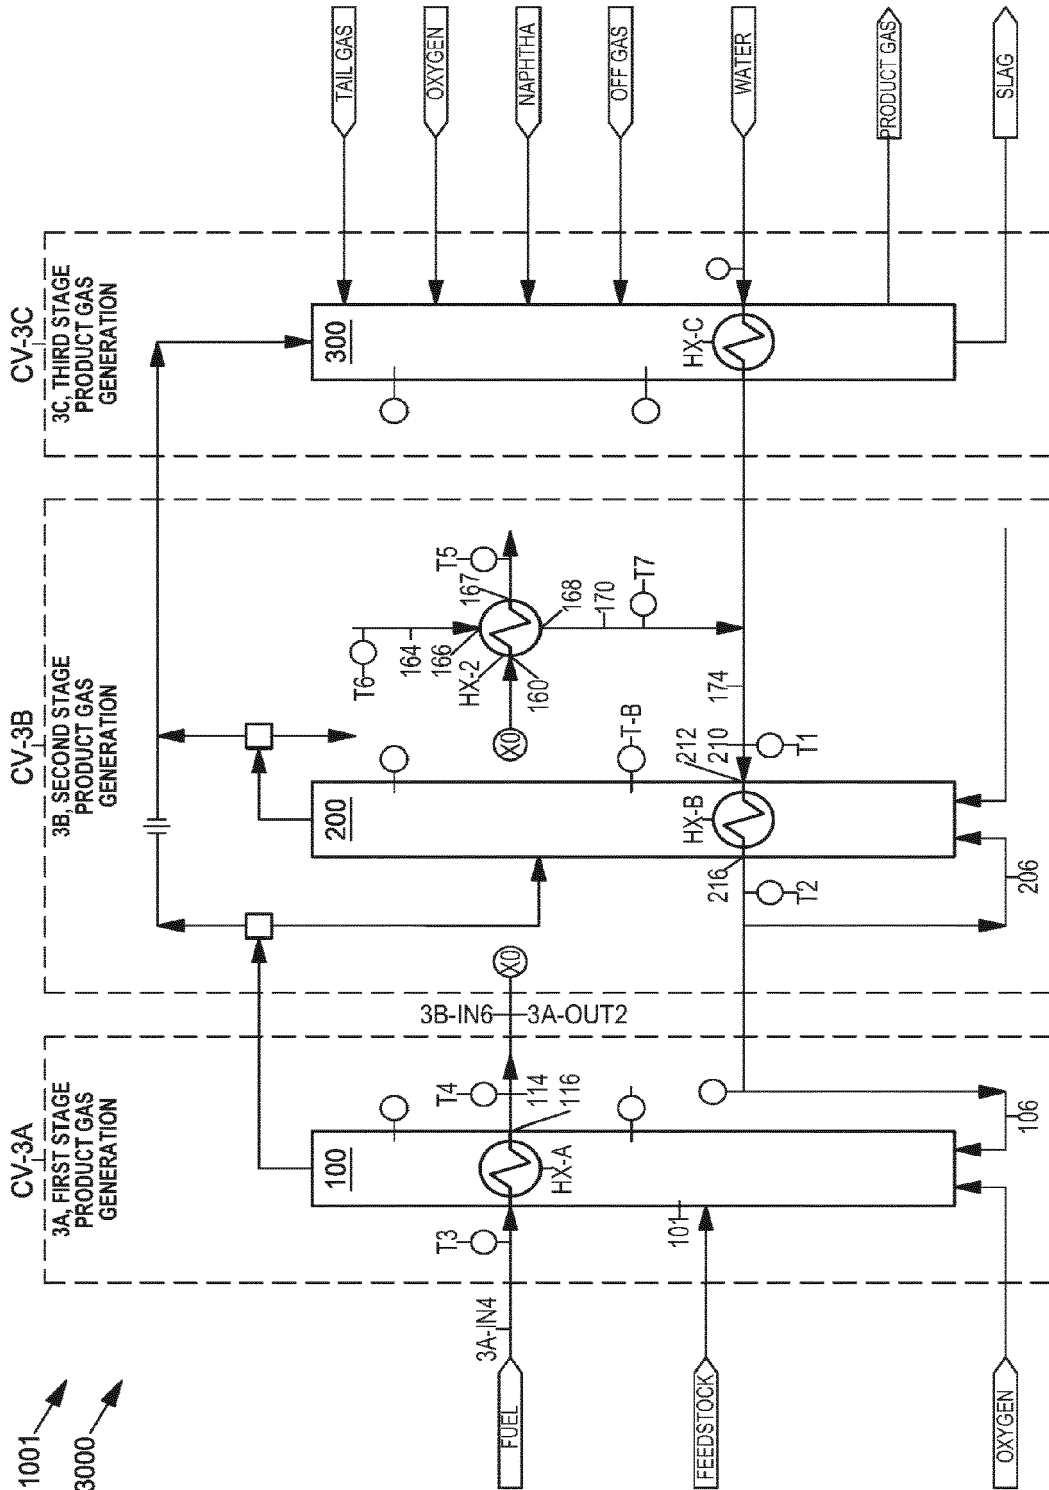 1001
3000
CV-3A
3A, FIRST STAGE
PRODUCT GAS
GENERATION
CV-3B
3B, SECOND STAGE
PRODUCT GAS
GENERATION
CV-3C
3C, THIRD STAGE
PRODUCT GAS
GENERATION
TAIL GAS
OXYGEN
NAPHTHA
OFF GAS
WATER
PRODUCT GAS
SLAG
300
HX-C
200
HX-B
T-B
212
210
T1
174
216
T2
206
T6
164
166
HX-2
160
X0
T5
167
168
170
T7
X0
3B-IN6
3A-OUT2
100
HX-A
T4
114
116
T3
101
106
3A-IN4
FUEL
FEEDSTOCK
OXYGEN